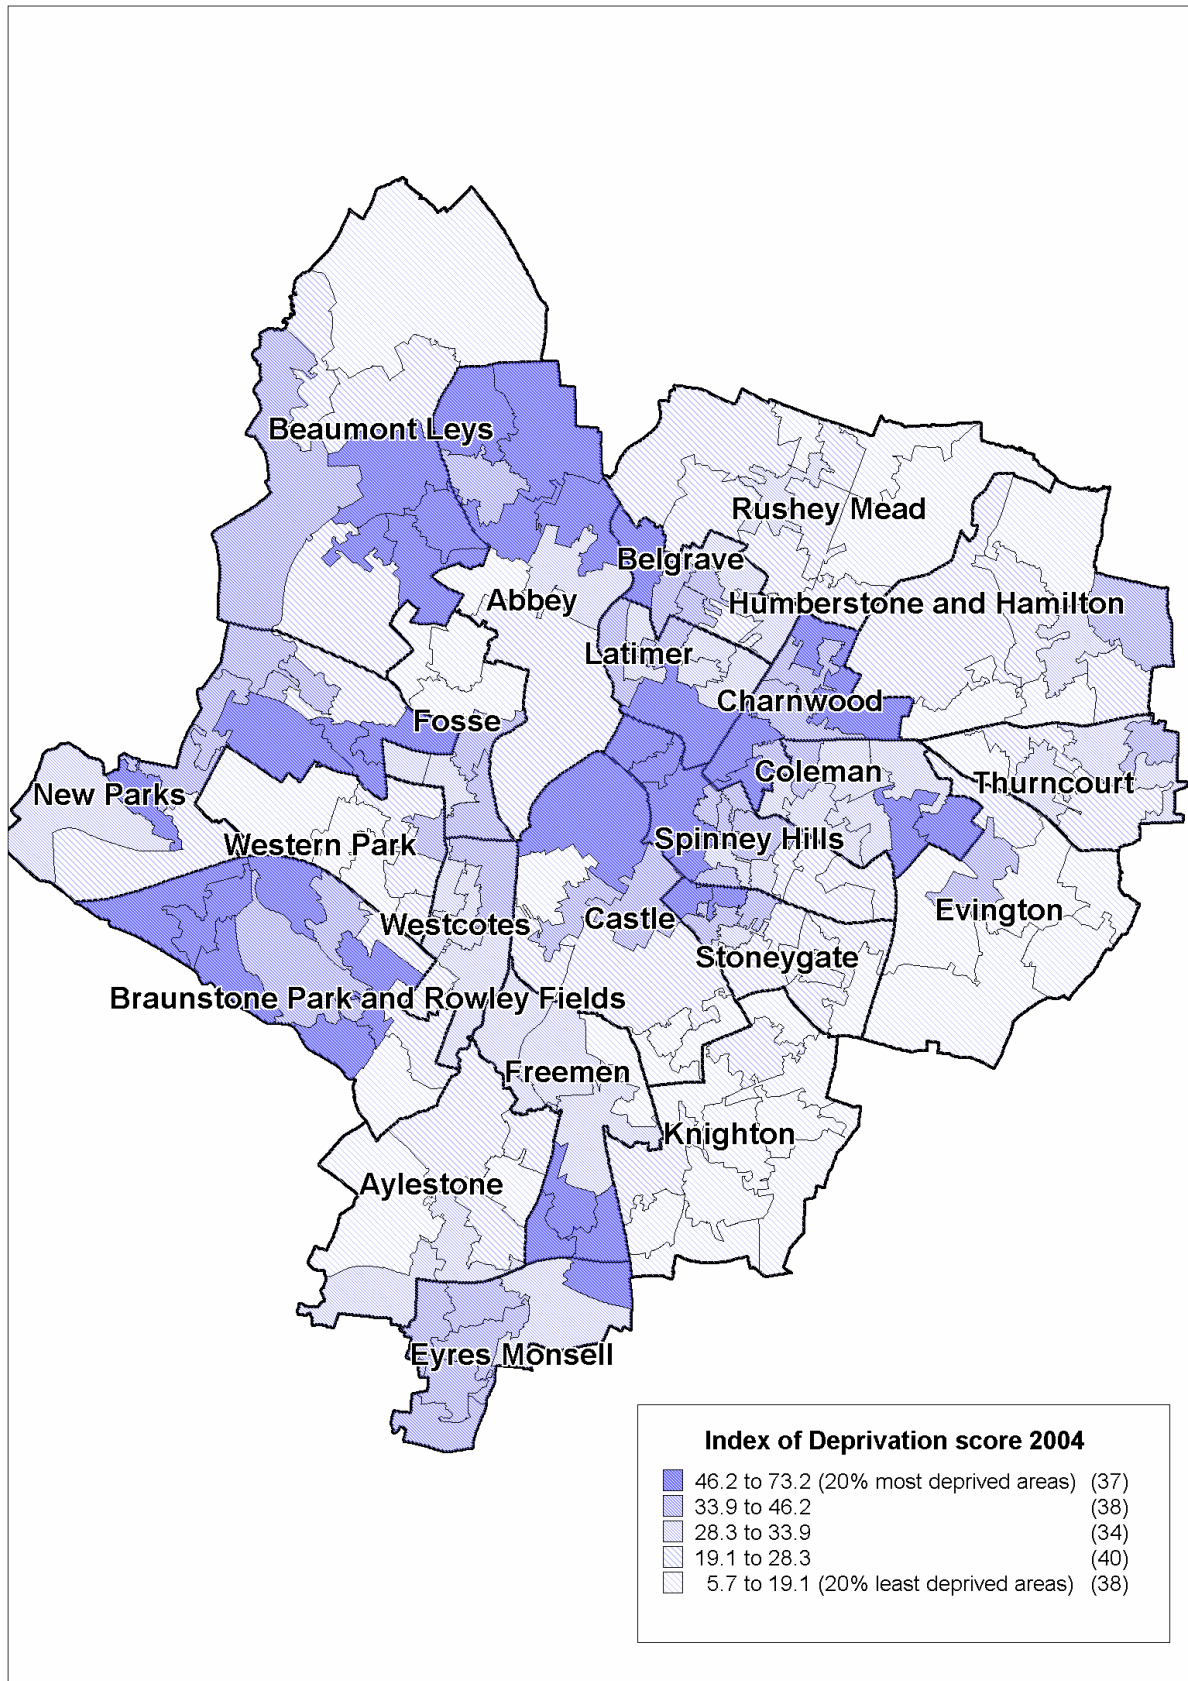 Beaumont Leys
Rushey Mead
Belgrave
Abbey
Humberstone and Hamilton
Latimer
Charnwood
Fosse
Coleman
Thurncourt
New Parks
Western Park
Spinney Hills
Evington
Westcotes
Castle
Stoneygate
Braunstone Park and Rowley Fields
Freemen
Knighton
Aylestone
Eyres Monsell
Index of Deprivation score 2004
46.2 to 73.2 (20% most deprived areas) (37)
33.9 to 46.2 (38)
28.3 to 33.9 (34)
19.1 to 28.3 (40)
5.7 to 19.1 (20% least deprived areas) (38)